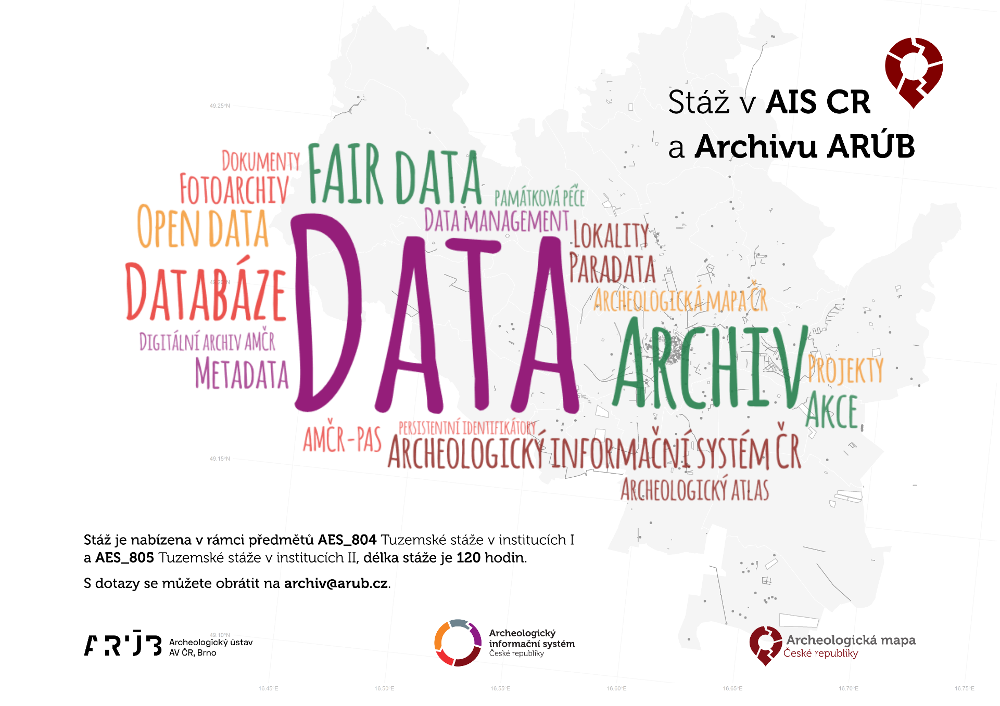 Stáž v AIS CR
a Archivu ARÚB
49.25°N
DOKUMENTY
FOTOARCHIV
FAIR DATA
PAMÁTKOVÁ PÉČE
OPEN DATA
DATA MANAGEMENT
LOKALITY
PARADATA
DATABÁZE
49.20°N
DATA
ARCHEOLOGICKÁ MAPA ČR
DIGITÁLNÍ ARCHIV AMČR
METADATA
ARCHIV
PROJEKTY
AKCE
AMČR-PAS
PERSISTENTNÍ IDENTIFIKÁTORY
ARCHEOLOGICKÝ INFORMAČNÍ SYSTÉM ČR
49.15°N
ARCHEOLOGICKÝ ATLAS
Stáž je nabízena v rámci předmětů AES_804 Tuzemské stáže v institucích I
a AES_805 Tuzemské stáže v institucích II, délka stáže je 120 hodin.
S dotazy se můžete obrátit na archiv@arub.cz.
49.10°N
ARÚB
Archeologický ústav
AV ČR, Brno
Archeologický
informační systém
České republiky
Archeologická mapa
České republiky
16.45°E 16.50°E 16.55°E 16.60°E 16.65°E 16.70°E 16.75°E